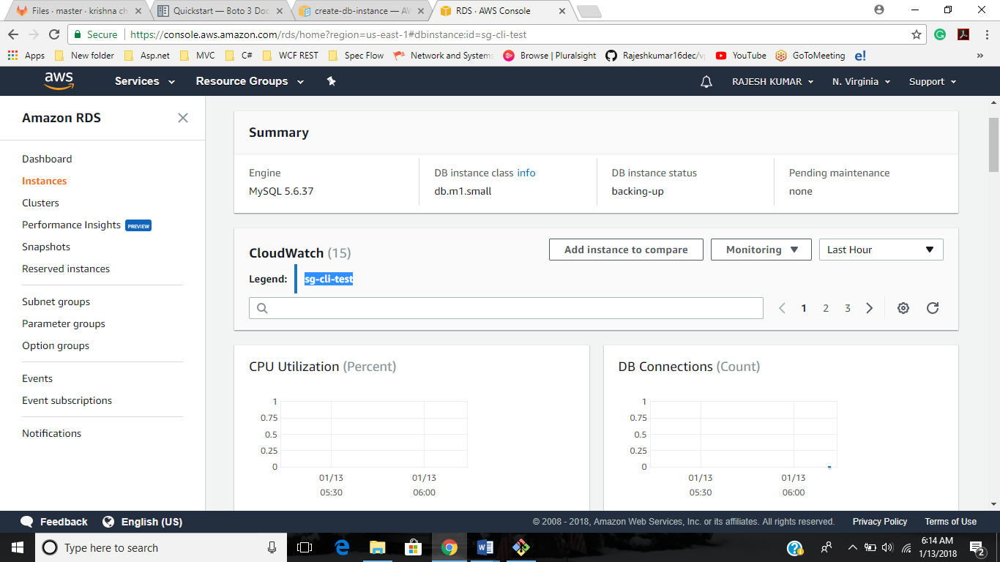 Files · master · krishna ch
Quickstart — Boto 3 Doc
create-db-instance — AW
RDS · AWS Console
Secure
https://console.aws.amazon.com/rds/home?region=us-east-1#dbinstance:id=sg-cli-test
Apps
New folder
Asp.net
MVC
C#
WCF REST
Spec Flow
Network and Systems
Browse | Pluralsight
Rajeshkumar16dec/vp
YouTube
GoToMeeting
e!
»
aws
Services
Resource Groups
RAJESH KUMAR
N. Virginia
Support
Amazon RDS
Dashboard
Instances
Clusters
Performance Insights PREVIEW
Snapshots
Reserved instances
Subnet groups
Parameter groups
Option groups
Events
Event subscriptions
Notifications
Summary
Engine
MySQL 5.6.37
DB instance class info
db.m1.small
DB instance status
backing-up
Pending maintenance
none
CloudWatch (15)
Add instance to compare
Monitoring
Last Hour
Legend:
sg-cli-test
1 2 3
CPU Utilization (Percent)
1
0.75
0.5
0.25
0
01/13
05:30
01/13
06:00
DB Connections (Count)
1
0.75
0.5
0.25
0
01/13
05:30
01/13
06:00
Feedback
English (US)
© 2008 - 2018, Amazon Web Services, Inc. or its affiliates. All rights reserved.
Privacy Policy
Terms of Use
Type here to search
6:14 AM
1/13/2018
2